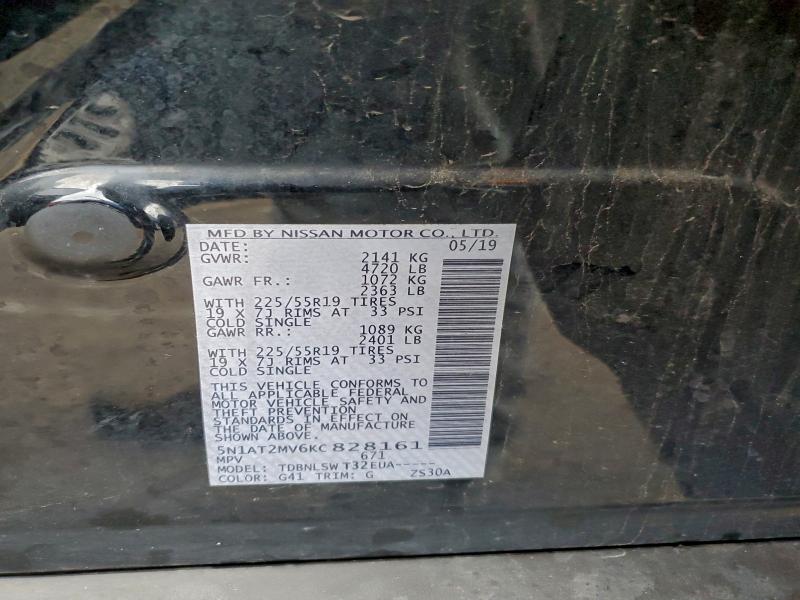 MFD BY NISSAN MOTOR CO., LTD.
DATE: 05/19
GVWR: 2141 KG
4720 LB
GAWR FR.: 1072 KG
2363 LB
WITH 225/55R19 TIRES
19 X 7J RIMS AT 33 PSI
COLD SINGLE
GAWR RR.: 1089 KG
2401 LB
WITH 225/55R19 TIRES
19 X 7J RIMS AT 33 PSI
COLD SINGLE
THIS VEHICLE CONFORMS TO
ALL APPLICABLE FEDERAL
MOTOR VEHICLE SAFETY AND
THEFT PREVENTION
STANDARDS IN EFFECT ON
THE DATE OF MANUFACTURE
SHOWN ABOVE.
5N1AT2MV6KC 828161
MPV 671
MODEL: TDBNLSW T32EUA-----
COLOR: G41 TRIM: G ZS30A